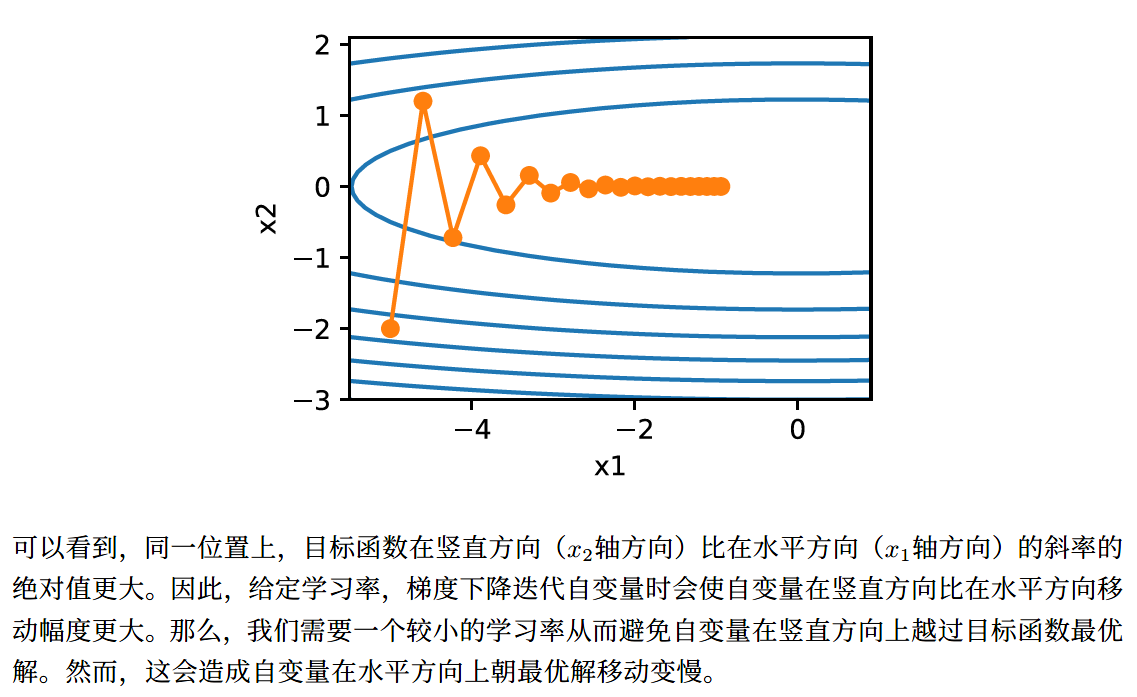 2
1
0
−1
−2
−3
x2
−4
−2
0
x1
可以看到，同一位置上，目标函数在竖直方向（x₂轴方向）比在水平方向（x₁轴方向）的斜率的
绝对值更大。因此，给定学习率，梯度下降迭代自变量时会使自变量在竖直方向比在水平方向移
动幅度更大。那么，我们需要一个较小的学习率从而避免自变量在竖直方向上越过目标函数最优
解。然而，这会造成自变量在水平方向上朝最优解移动变慢。